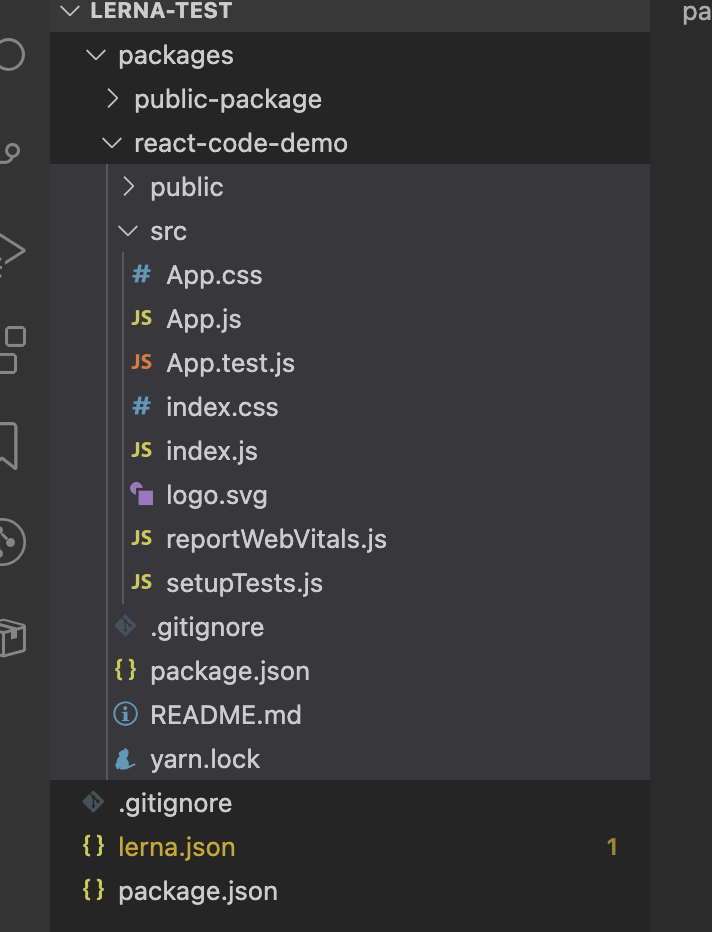 LERNA-TEST
pa
packages
public-package
react-code-demo
public
src
# App.css
JS App.js
JS App.test.js
# index.css
JS index.js
logo.svg
JS reportWebVitals.js
JS setupTests.js
.gitignore
{} package.json
README.md
yarn.lock
.gitignore
{} lerna.json 1
{} package.json